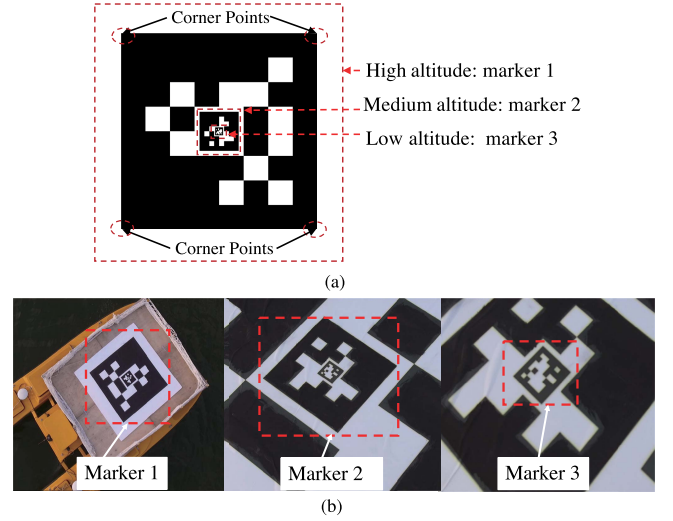 Corner Points
High altitude: marker 1
Medium altitude: marker 2
Low altitude: marker 3
Corner Points
(a)
Marker 1
Marker 2
Marker 3
(b)